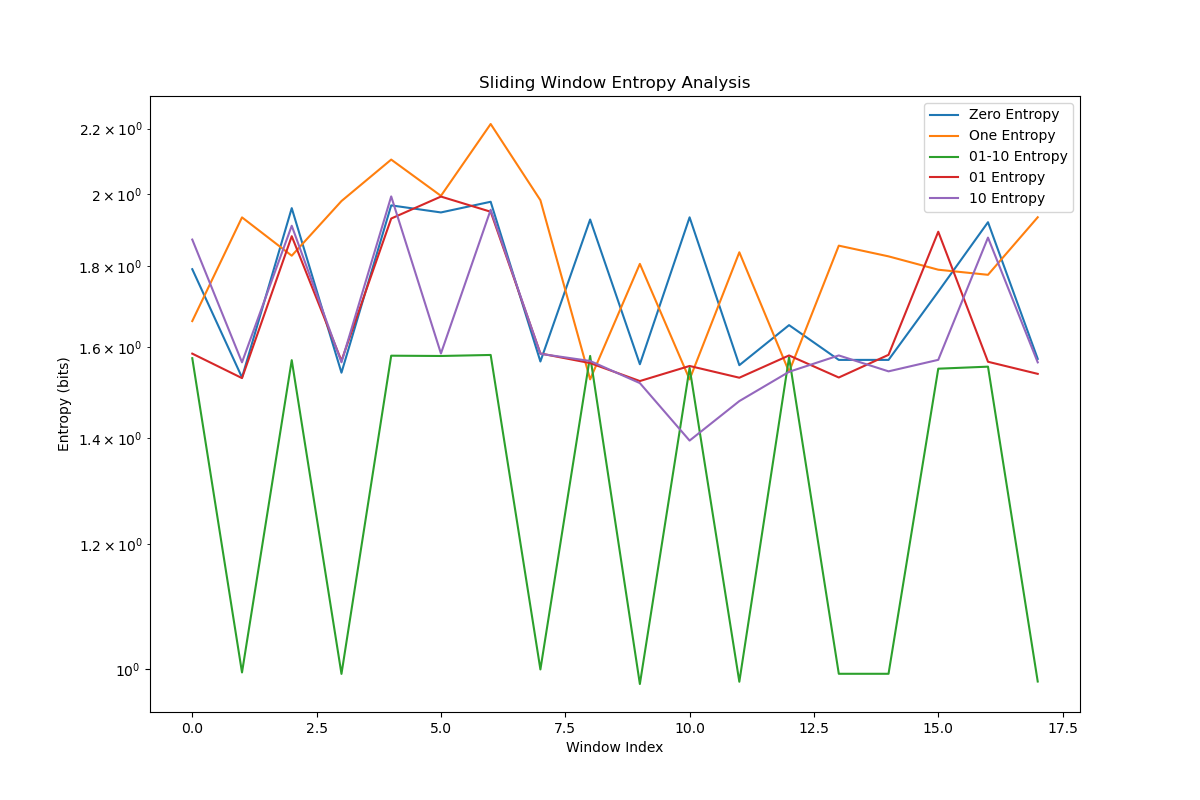 Sliding Window Entropy Analysis
Zero Entropy
One Entropy
01-10 Entropy
01 Entropy
10 Entropy
Entropy (bits)
2.2 × 10⁰
2 × 10⁰
1.8 × 10⁰
1.6 × 10⁰
1.4 × 10⁰
1.2 × 10⁰
10⁰
0.0 2.5 5.0 7.5 10.0 12.5 15.0 17.5
Window Index